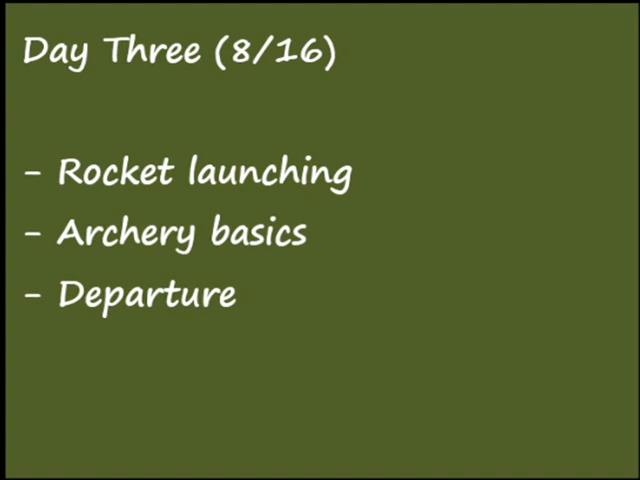 Day Three (8/16)
- Rocket launching
- Archery basics
- Departure